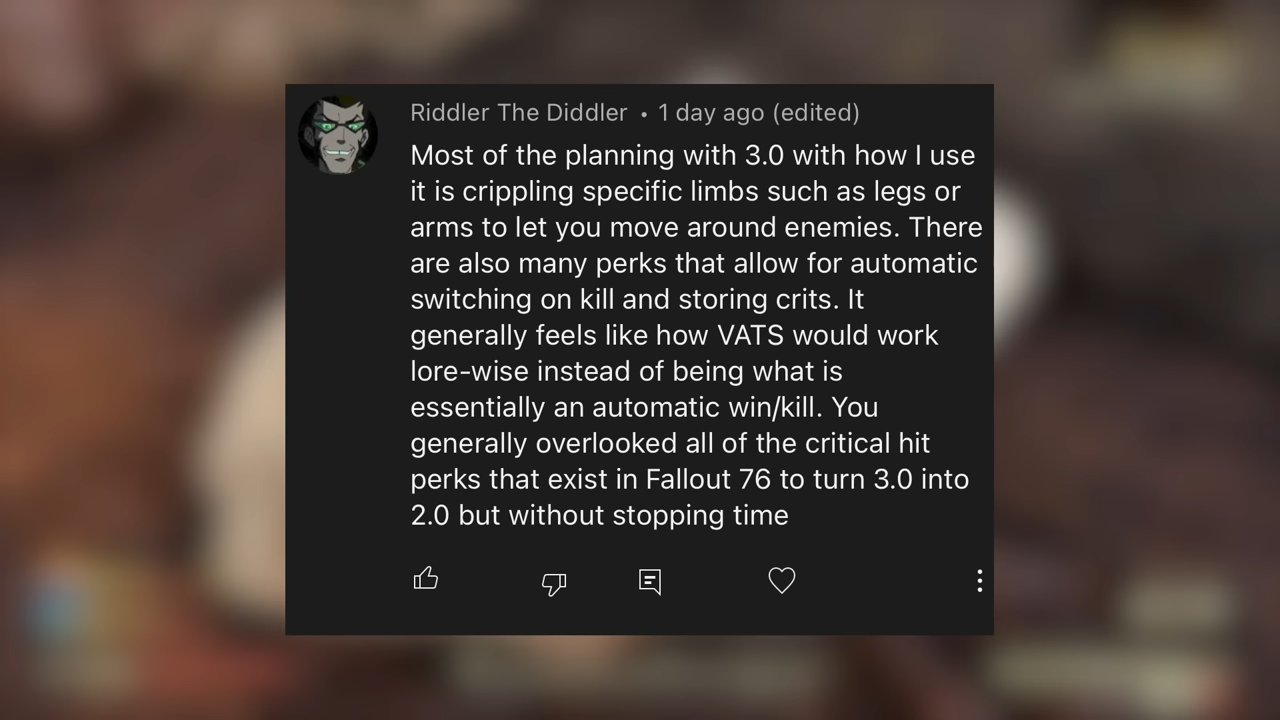 Riddler The Diddler • 1 day ago (edited)
Most of the planning with 3.0 with how I use
it is crippling specific limbs such as legs or
arms to let you move around enemies. There
are also many perks that allow for automatic
switching on kill and storing crits. It
generally feels like how VATS would work
lore-wise instead of being what is
essentially an automatic win/kill. You
generally overlooked all of the critical hit
perks that exist in Fallout 76 to turn 3.0 into
2.0 but without stopping time